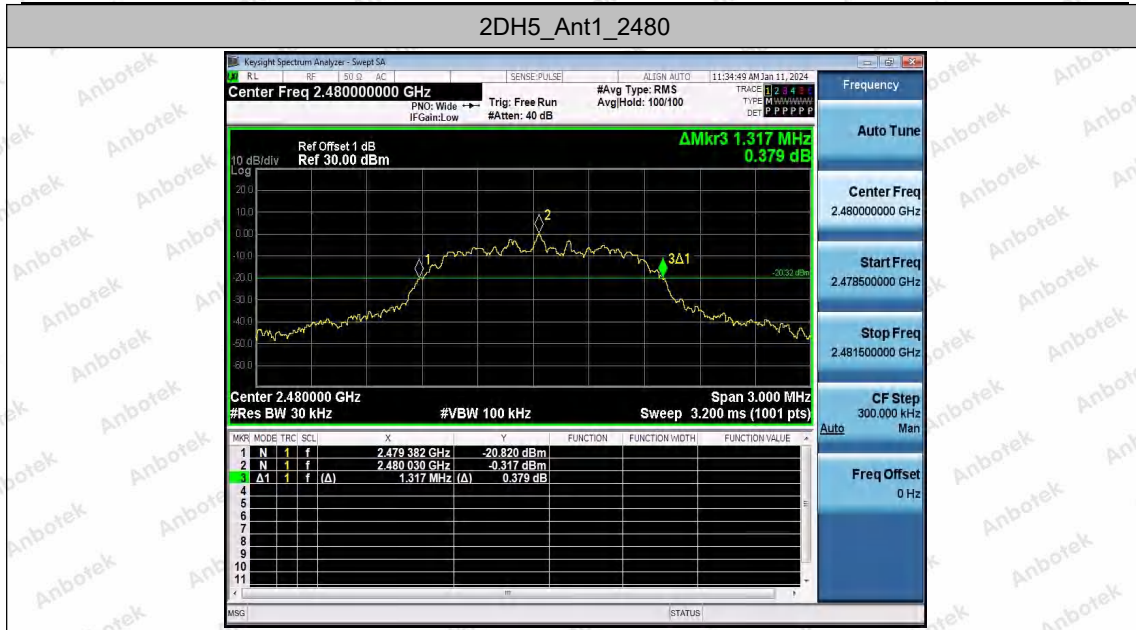 2DH5_Ant1_2480
Keysight Spectrum Analyzer - Swept SA
RL RF 50 Ω AC SENSE:PULSE ALIGN AUTO 11:34:49 AM Jan 11, 2024
Center Freq 2.480000000 GHz #Avg Type: RMS TRACE 1 2 3 4 5 6
PNO: Wide Trig: Free Run Avg|Hold: 100/100 TYPE M WWWWW
IFGain:Low #Atten: 40 dB DET P P P P P P
ΔMkr3 1.317 MHz
0.379 dB
Ref Offset 1 dB
10 dB/div Ref 30.00 dBm
Log
20.0
10.0
0.00
-10.0
-20.0
-30.0
-40.0
-50.0
-60.0
2
1
3Δ1
-20.32 dBm
Center 2.480000 GHz Span 3.000 MHz
#Res BW 30 kHz #VBW 100 kHz Sweep 3.200 ms (1001 pts)
MKR MODE TRC SCL X Y FUNCTION FUNCTION WIDTH FUNCTION VALUE
1 N 1 f 2.479 382 GHz -20.820 dBm
2 N 1 f 2.480 030 GHz -0.317 dBm
3 Δ1 1 f (Δ) 1.317 MHz (Δ) 0.379 dB
4
5
6
7
8
9
10
11
MSG STATUS
Frequency
Auto Tune
Center Freq
2.480000000 GHz
Start Freq
2.478500000 GHz
Stop Freq
2.481500000 GHz
CF Step
300.000 kHz
Auto Man
Freq Offset
0 Hz
Anbotek